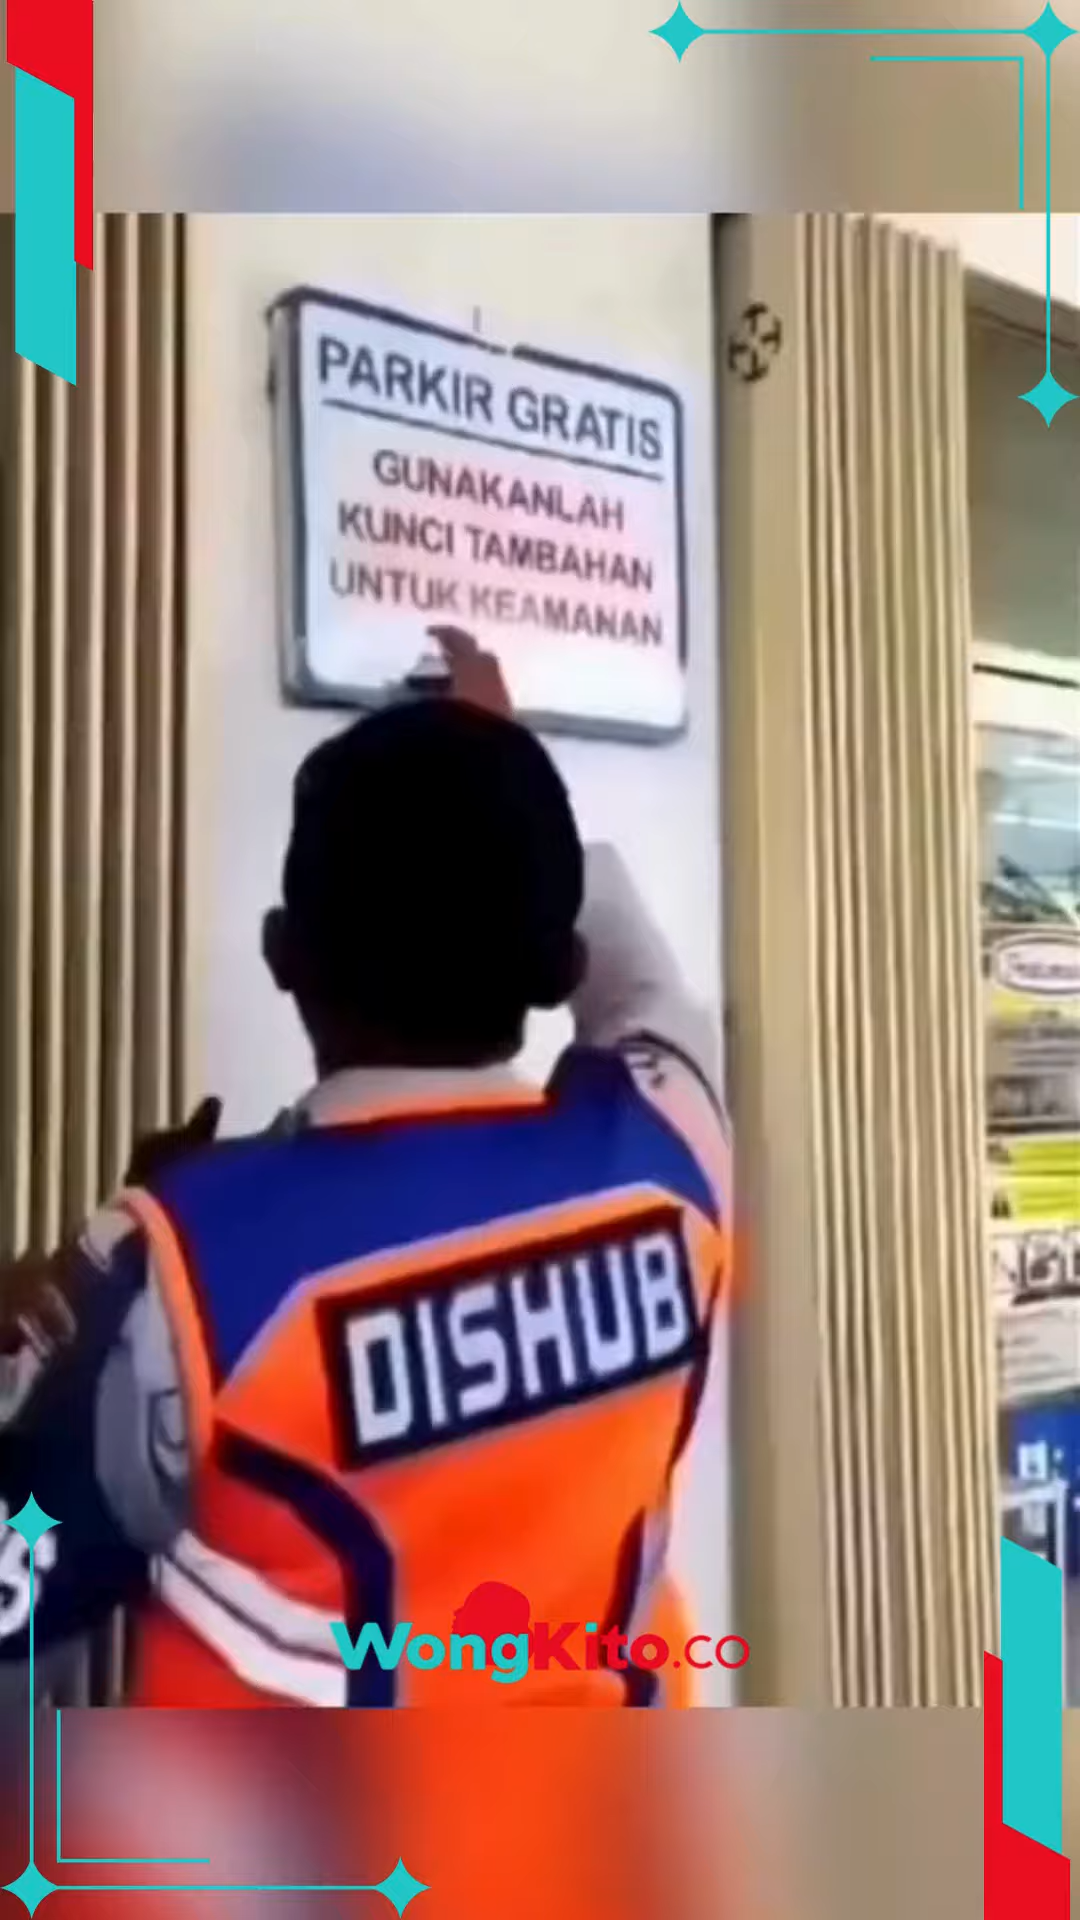 PARKIR GRATIS
GUNAKANLAH
KUNCI TAMBAHAN
UNTUK KEAMANAN
DISHUB
WongKito.co